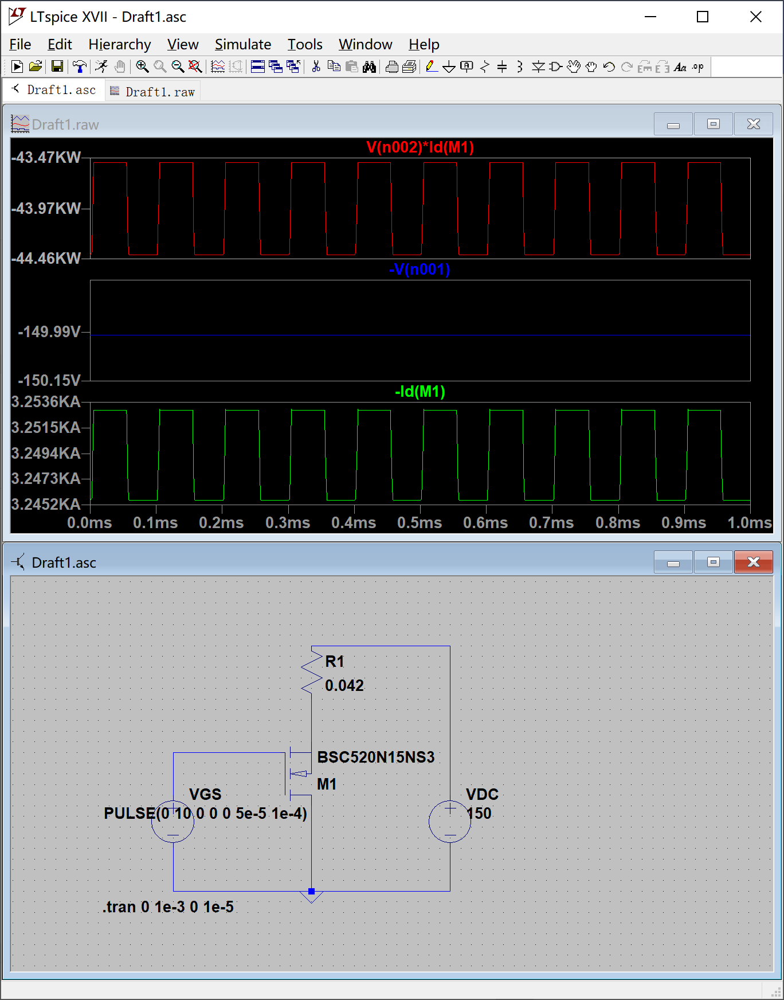 LTspice XVII - Draft1.asc
File Edit Hierarchy View Simulate Tools Window Help
Draft1.asc Draft1.raw
Draft1.raw
V(n002)*Id(M1)
-43.47KW
-43.97KW
-44.46KW
-V(n001)
-149.99V
-150.15V
-Id(M1)
3.2536KA
3.2515KA
3.2494KA
3.2473KA
3.2452KA
0.0ms 0.1ms 0.2ms 0.3ms 0.4ms 0.5ms 0.6ms 0.7ms 0.8ms 0.9ms 1.0ms
Draft1.asc
R1
0.042
BSC520N15NS3
M1
VGS
PULSE(0 10 0 0 0 5e-5 1e-4)
VDC
150
.tran 0 1e-3 0 1e-5